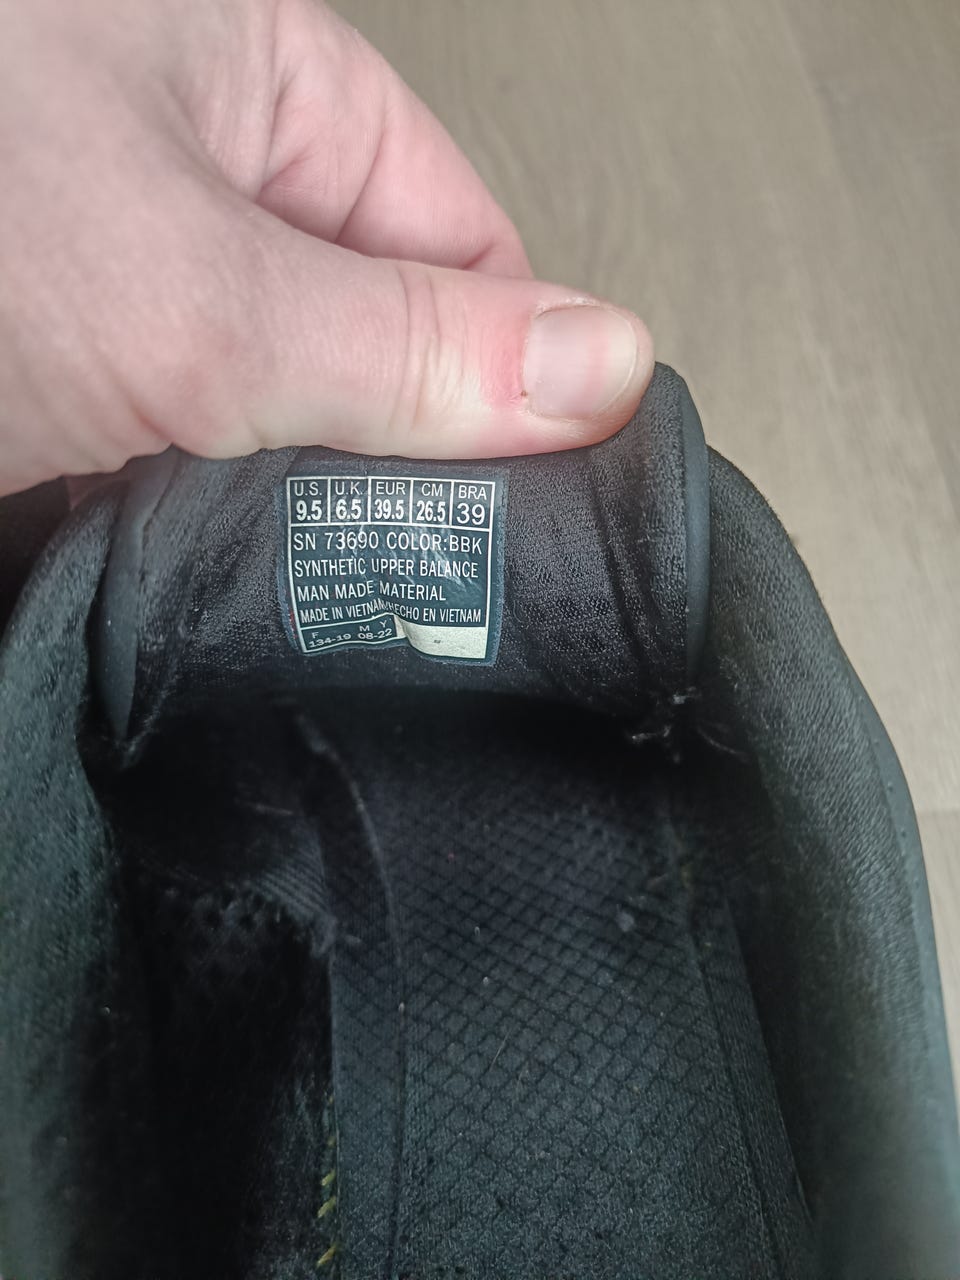 U.S. U.K. EUR CM BRA
9.5 6.5 39.5 26.5 39
SN 73690 COLOR:BBK
SYNTHETIC UPPER BALANCE
MAN MADE MATERIAL
MADE IN VIETNAM/HECHO EN VIETNAM
F M Y
134-19 08-22